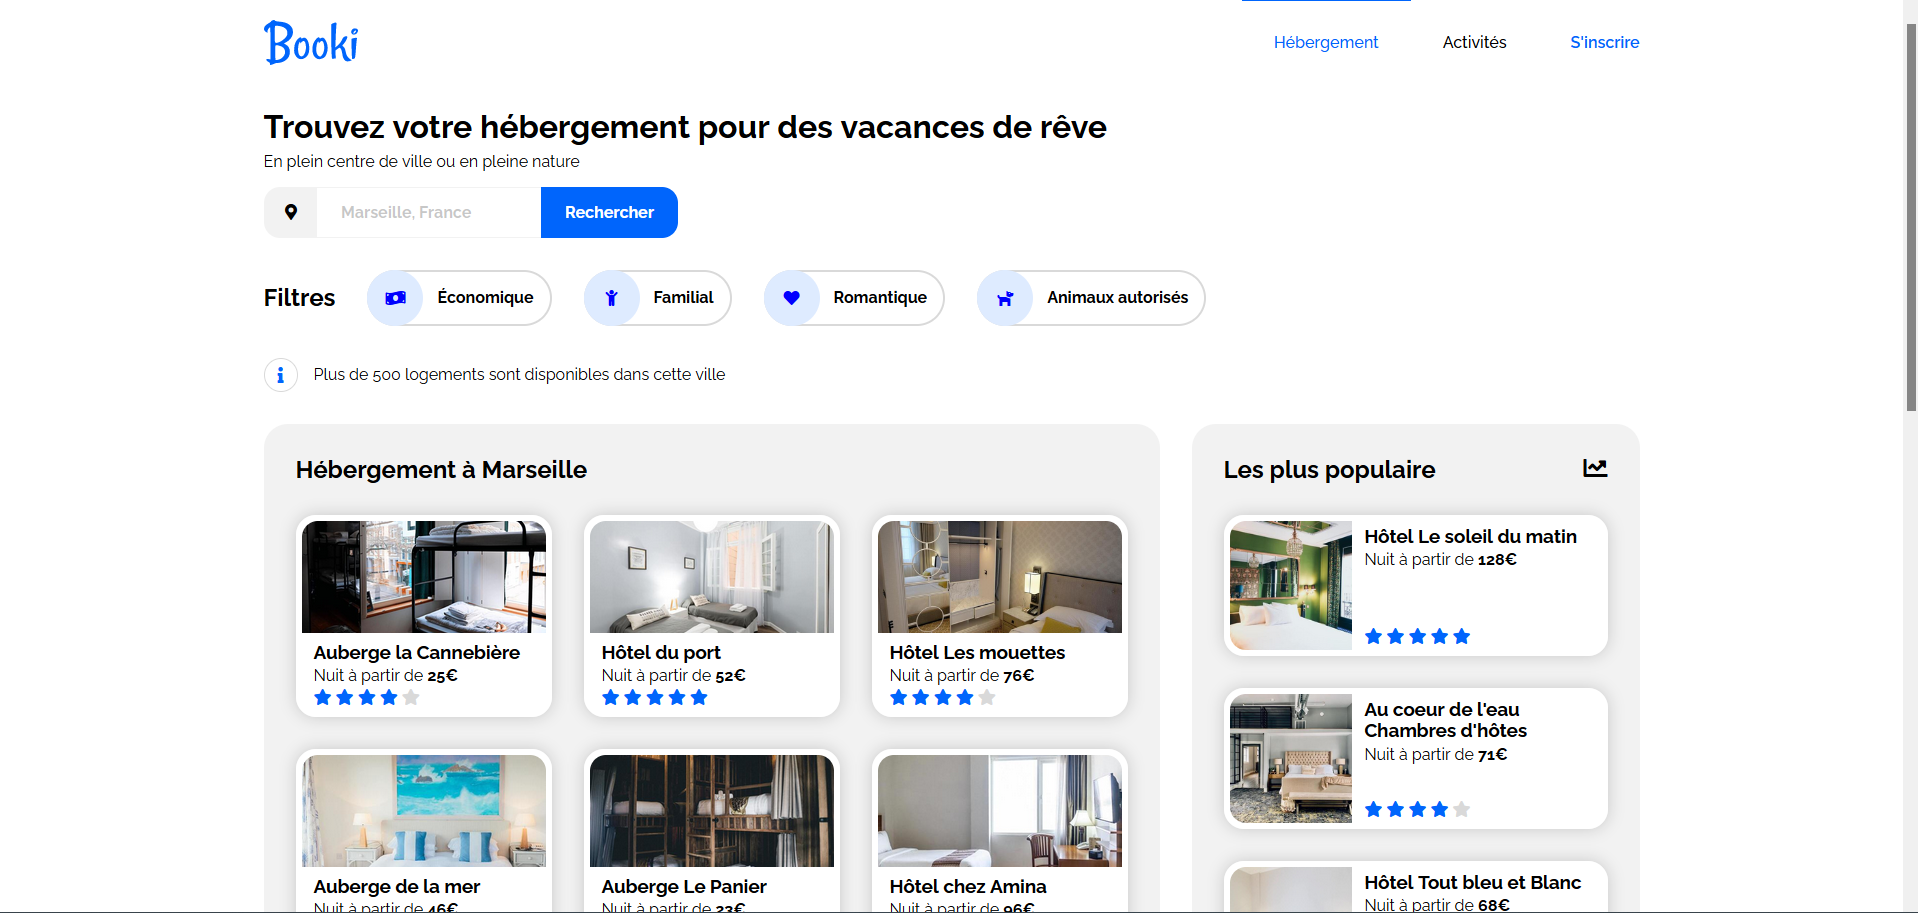 Booki
Hébergement
Activités
S'inscrire
Trouvez votre hébergement pour des vacances de rêve
En plein centre de ville ou en pleine nature
Marseille, France
Rechercher
Filtres
Économique
Familial
Romantique
Animaux autorisés
Plus de 500 logements sont disponibles dans cette ville
Hébergement à Marseille
Auberge la Cannebière
Nuit à partir de 25€
Hôtel du port
Nuit à partir de 52€
Hôtel Les mouettes
Nuit à partir de 76€
Auberge de la mer
Nuit à partir de 46€
Auberge Le Panier
Nuit à partir de 23€
Hôtel chez Amina
Nuit à partir de 96€
Les plus populaire
Hôtel Le soleil du matin
Nuit à partir de 128€
Au coeur de l'eau
Chambres d'hôtes
Nuit à partir de 71€
Hôtel Tout bleu et Blanc
Nuit à partir de 68€